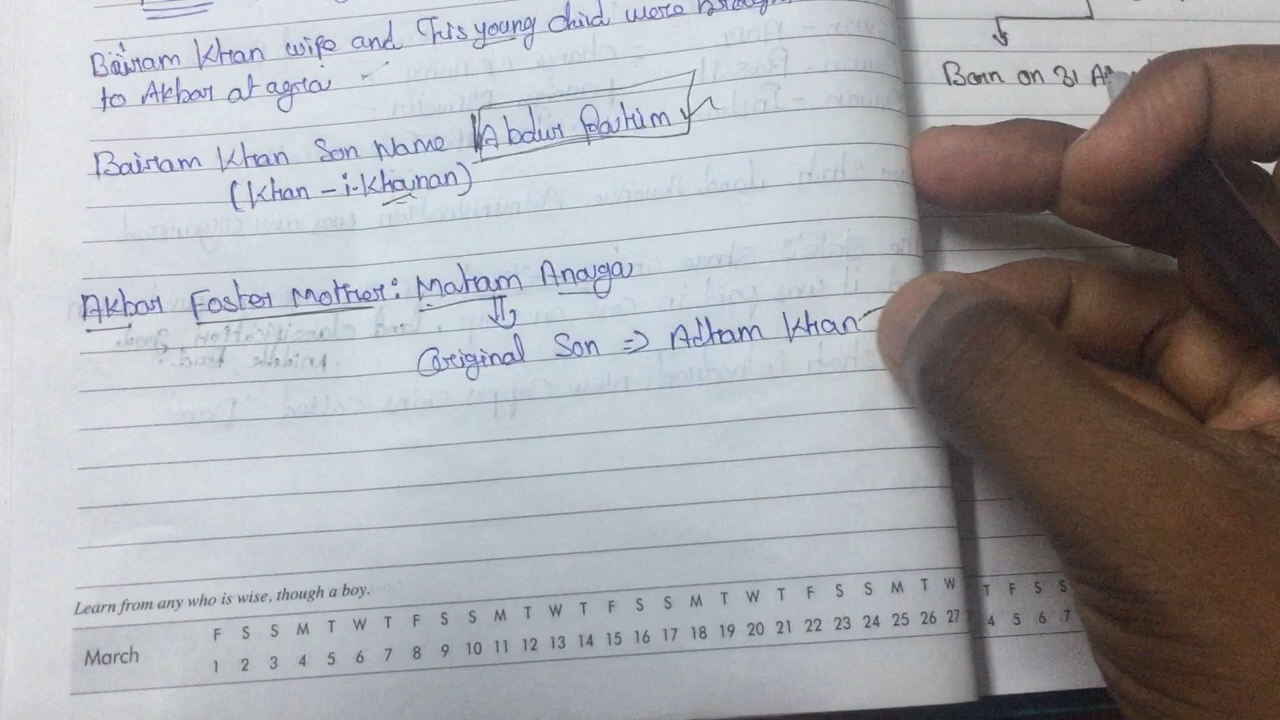 Bairam Khan wife and This young child were
to Akbar at agra
Bairam Khan Son Name Abdur Rahim
(Khan-i-Khanan)
Akbar Foster Mother: Maham Anaga
Original Son => Adham Khan
Learn from any who is wise, though a boy.
F S S M T W T F S S M T W T F S S M T W T F S S M T W
March 1 2 3 4 5 6 7 8 9 10 11 12 13 14 15 16 17 18 19 20 21 22 23 24 25 26 27
Born on 31
T F S S
4 5 6 7